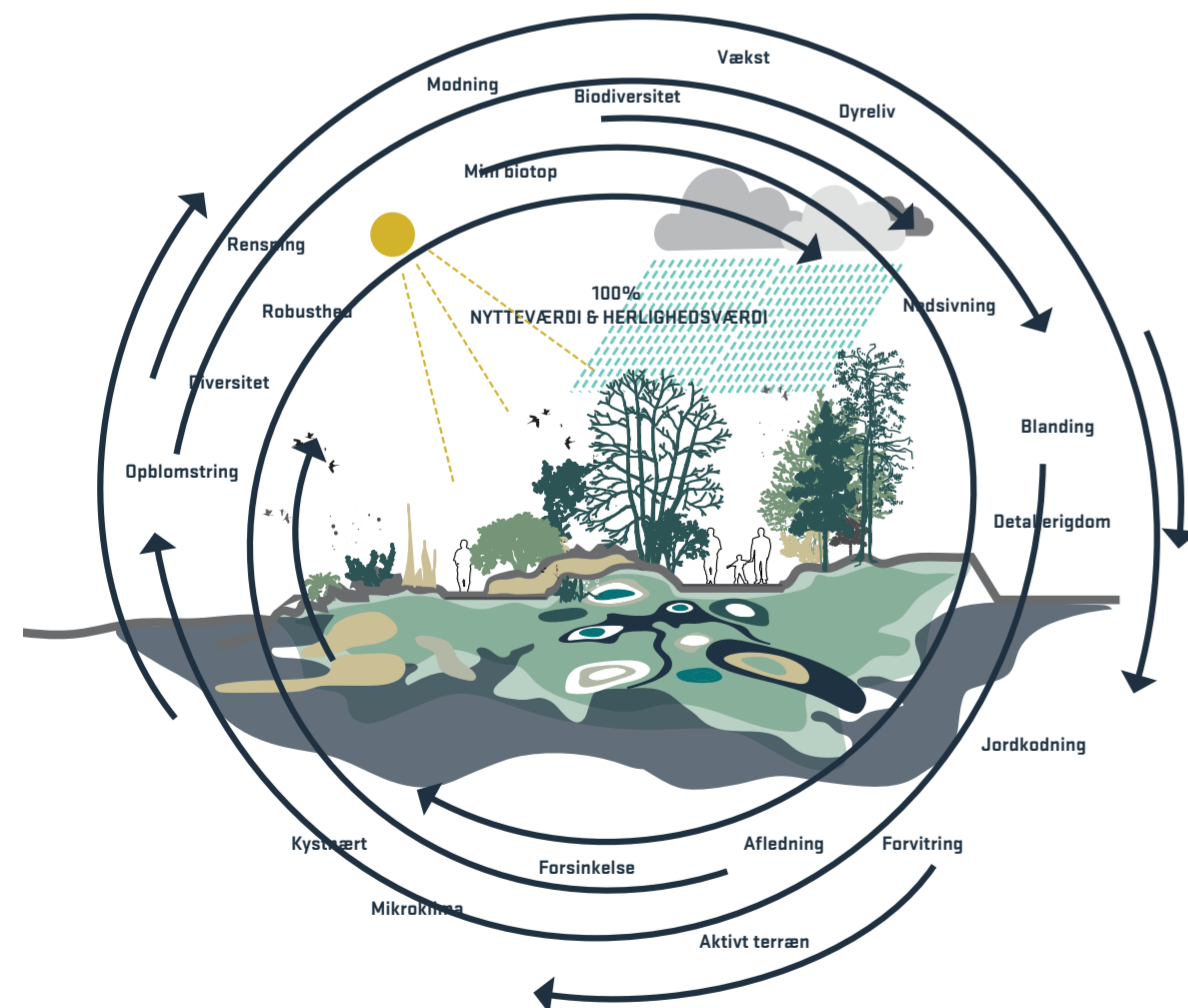 Vækst
Modning
Biodiversitet
Dyreliv
Mini biotop
Rensning
100%
NYTTEVÆRDI & HERLIGHEDSVÆRDI
Nedsivning
Robusthed
Diversitet
Blanding
Opblomstring
Detaljerigdom
Jordkodning
Kystnært
Afledning
Forvitring
Forsinkelse
Mikroklima
Aktivt terræn